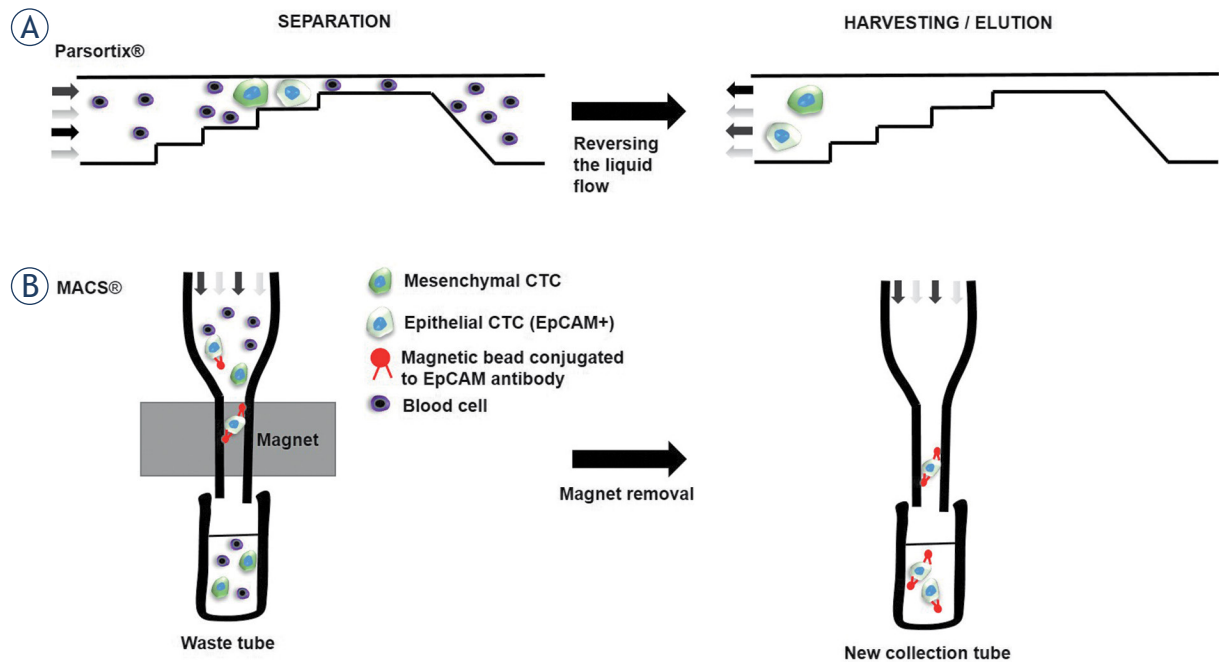 A
SEPARATION
HARVESTING / ELUTION
Parsortix®
Reversing
the liquid
flow
B
MACS®
Mesenchymal CTC
Epithelial CTC (EpCAM+)
Magnetic bead conjugated
to EpCAM antibody
Blood cell
Magnet
Magnet removal
Waste tube
New collection tube